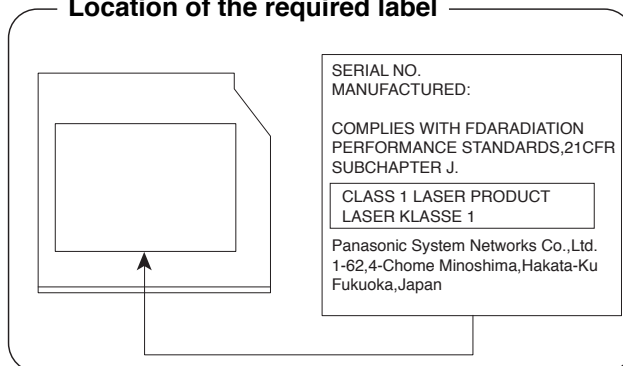 Location of the required label
SERIAL NO.
MANUFACTURED:
COMPLIES WITH FDARADIATION
PERFORMANCE STANDARDS,21CFR
SUBCHAPTER J.
CLASS 1 LASER PRODUCT
LASER KLASSE 1
Panasonic System Networks Co.,Ltd.
1-62,4-Chome Minoshima,Hakata-Ku
Fukuoka,Japan